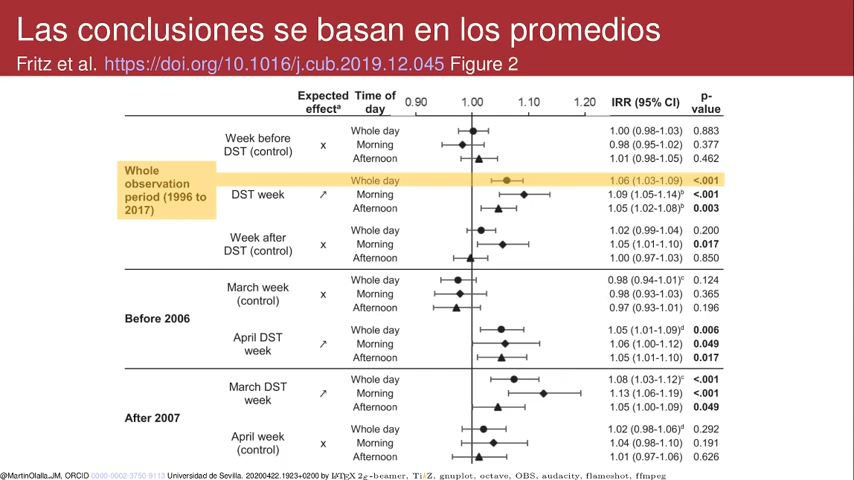 Las conclusiones se basan en los promedios
Fritz et al. https://doi.org/10.1016/j.cub.2019.12.045 Figure 2
Expected effectª Time of day 0.90 1.00 1.10 1.20 IRR (95% CI) p-value
Whole observation period (1996 to 2017)
Week before DST (control) x
Whole day 1.00 (0.98-1.03) 0.883
Morning 0.98 (0.95-1.02) 0.377
Afternoon 1.01 (0.98-1.05) 0.462
DST week ↗
Whole day 1.06 (1.03-1.09) <.001
Morning 1.09 (1.05-1.14)ᵇ <.001
Afternoon 1.05 (1.02-1.08)ᵇ 0.003
Week after DST (control) x
Whole day 1.02 (0.99-1.04) 0.200
Morning 1.05 (1.01-1.10) 0.017
Afternoon 1.00 (0.97-1.03) 0.850
Before 2006
March week (control) x
Whole day 0.98 (0.94-1.01)ᶜ 0.124
Morning 0.98 (0.93-1.03) 0.365
Afternoon 0.97 (0.93-1.01) 0.196
April DST week ↗
Whole day 1.05 (1.01-1.09)ᵈ 0.006
Morning 1.06 (1.00-1.12) 0.049
Afternoon 1.05 (1.01-1.10) 0.017
After 2007
March DST week ↗
Whole day 1.08 (1.03-1.12)ᶜ <.001
Morning 1.13 (1.06-1.19) <.001
Afternoon 1.05 (1.00-1.09) 0.049
April week (control) x
Whole day 1.02 (0.98-1.06)ᵈ 0.292
Morning 1.04 (0.98-1.10) 0.191
Afternoon 1.01 (0.97-1.06) 0.626
@MartinOlalla.JM, ORCID 0000-0002-3750-9113 Universidad de Sevilla. 20200422.1923+0200 by LATEX 2ε-beamer, TikZ, gnuplot, octave, OBS, audacity, flameshot, ffmpeg